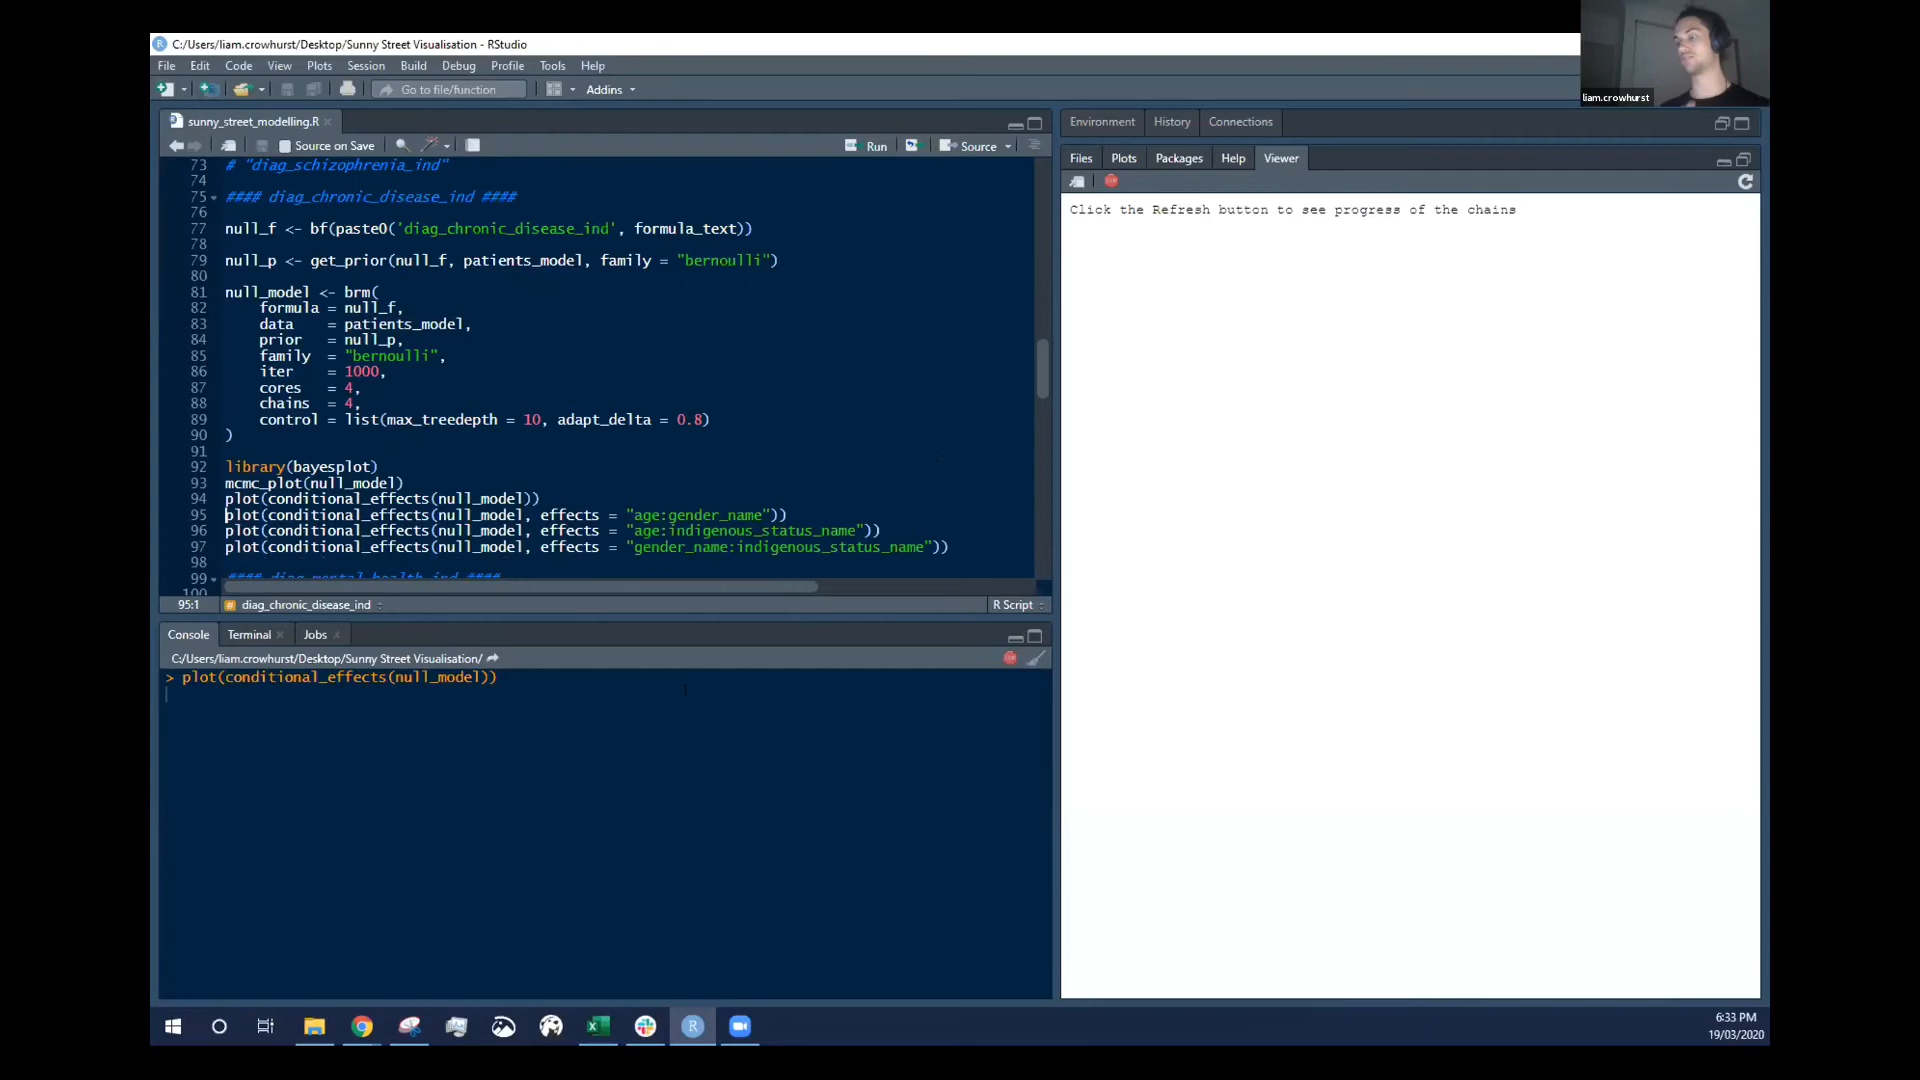 C:/Users/liam.crowhurst/Desktop/Sunny Street Visualisation - RStudio
File Edit Code View Plots Session Build Debug Profile Tools Help
Go to file/function Addins
liam.crowhurst
sunny_street_modelling.R
Source on Save Run Source
73 # "diag_schizophrenia_ind"
74
75 #### diag_chronic_disease_ind ####
76
77 null_f <- bf(paste0('diag_chronic_disease_ind', formula_text))
78
79 null_p <- get_prior(null_f, patients_model, family = "bernoulli")
80
81 null_model <- brm(
82 formula = null_f,
83 data = patients_model,
84 prior = null_p,
85 family = "bernoulli",
86 iter = 1000,
87 cores = 4,
88 chains = 4,
89 control = list(max_treedepth = 10, adapt_delta = 0.8)
90 )
91
92 library(bayesplot)
93 mcmc_plot(null_model)
94 plot(conditional_effects(null_model))
95 plot(conditional_effects(null_model, effects = "age:gender_name"))
96 plot(conditional_effects(null_model, effects = "age:indigenous_status_name"))
97 plot(conditional_effects(null_model, effects = "gender_name:indigenous_status_name"))
98
99 #### diag_mental_health_ind ####
100
95:1 diag_chronic_disease_ind R Script
Console Terminal Jobs
C:/Users/liam.crowhurst/Desktop/Sunny Street Visualisation/
> plot(conditional_effects(null_model))
Environment History Connections
Files Plots Packages Help Viewer
Click the Refresh button to see progress of the chains
6:33 PM
19/03/2020